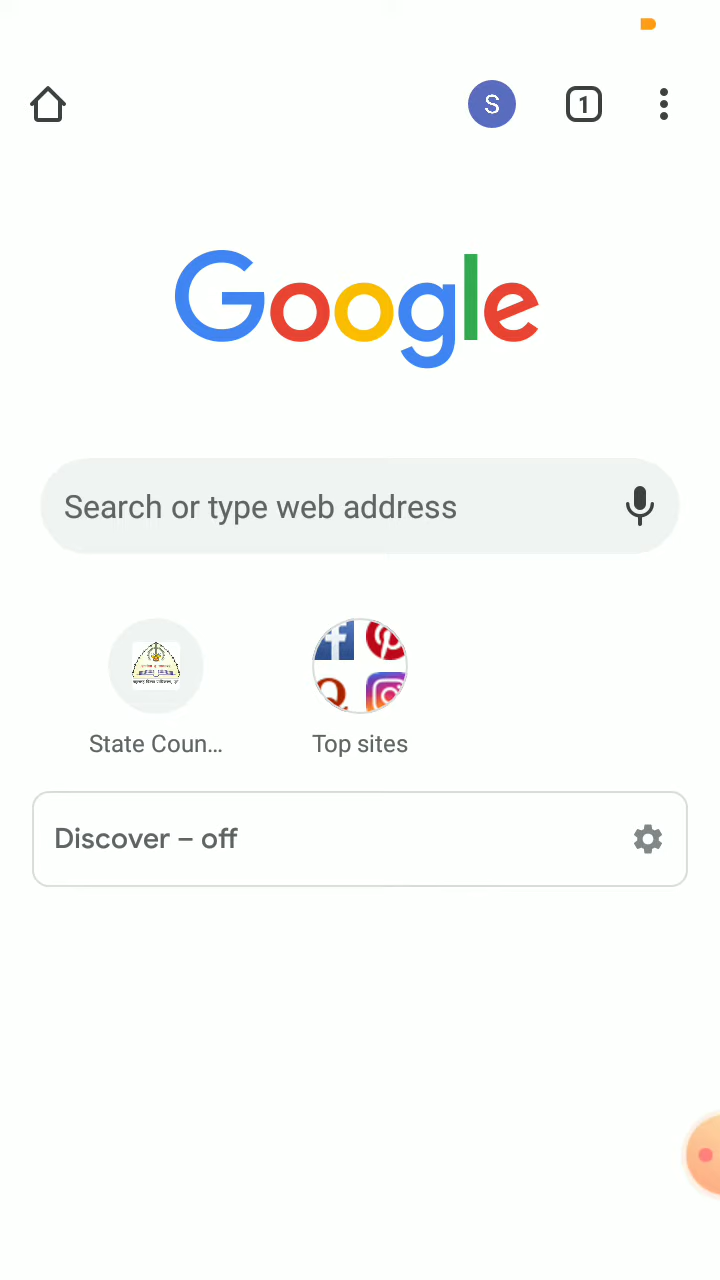 S
1
Google
Search or type web address
State Coun...
Top sites
Discover – off